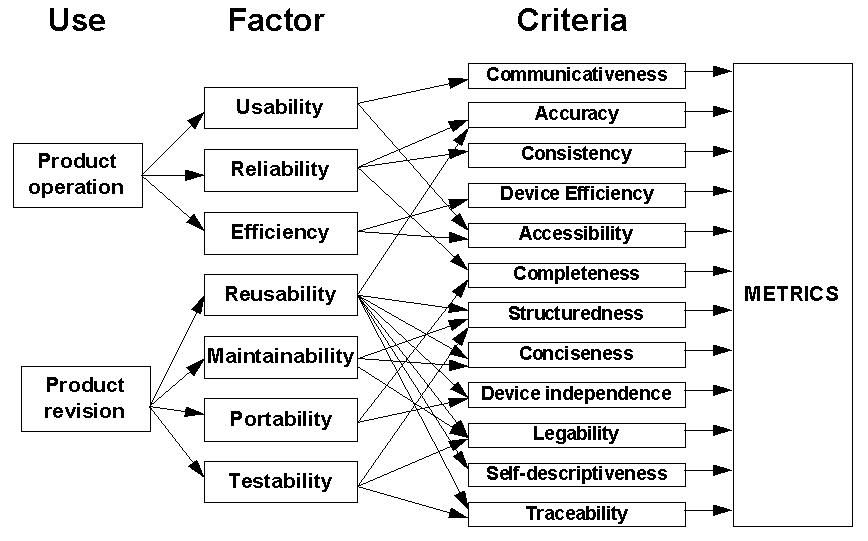 Use Factor Criteria
Product
operation
Product
revision
Usability
Reliability
Efficiency
Reusability
Maintainability
Portability
Testability
Communicativeness
Accuracy
Consistency
Device Efficiency
Accessibility
Completeness
Structuredness
Conciseness
Device independence
Legability
Self-descriptiveness
Traceability
METRICS